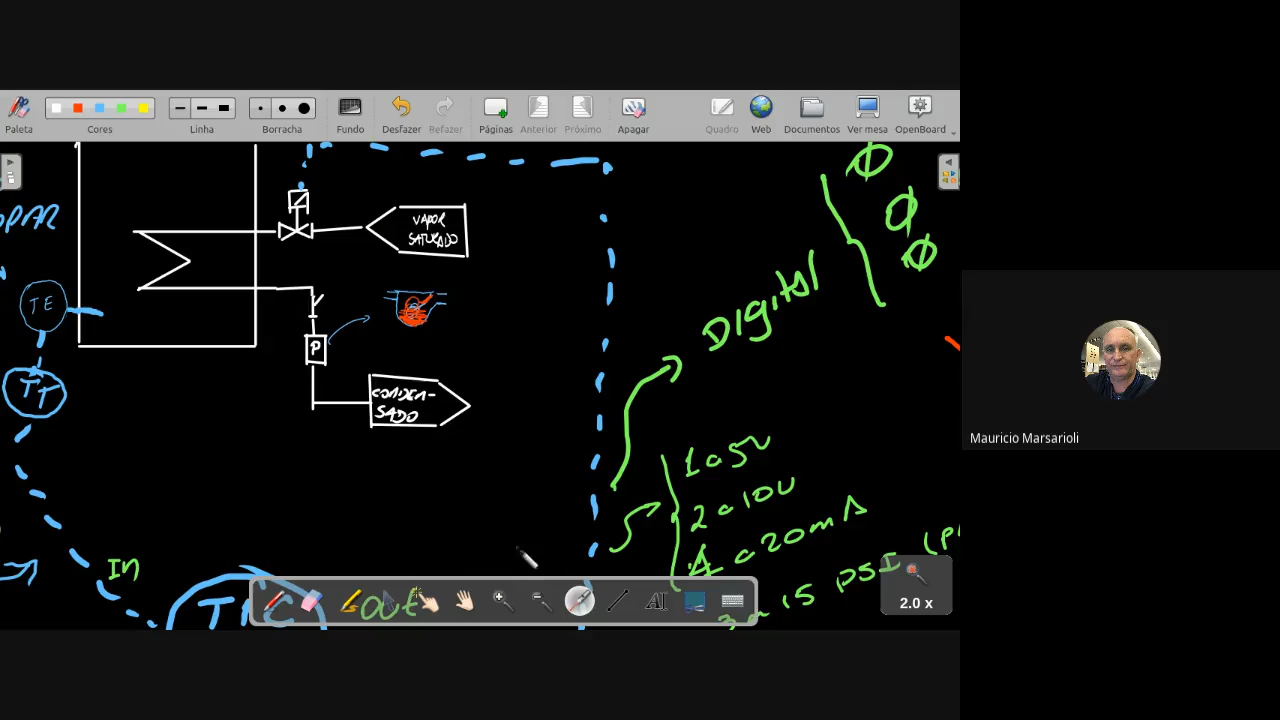 Paleta
Cores
Linha
Borracha
Fundo
Desfazer
Refazer
Páginas
Anterior
Próximo
Apagar
Quadro
Web
Documentos
Ver mesa
OpenBoard
VAPOR
SATURADO
TE
TT
P
CONDEN-
SADO
Digital
1 a 5V
2 a 10V
4 a 20mA
3 a 15 PSI
In
out
TIC
2.0 x
Mauricio Marsarioli